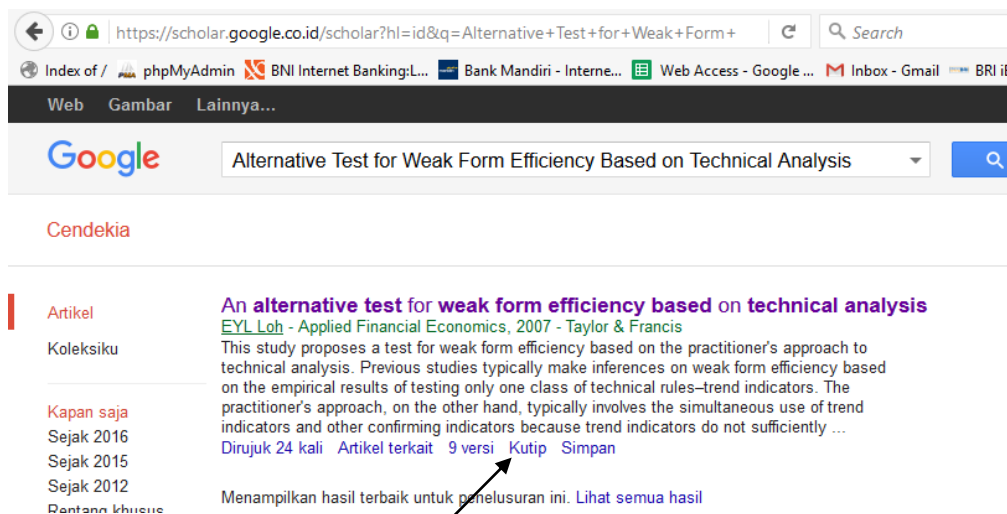 https://scholar.google.co.id/scholar?hl=id&q=Alternative+Test+for+Weak+Form+ Search
Index of / phpMyAdmin BNI Internet Banking:L... Bank Mandiri - Interne... Web Access - Google ... Inbox - Gmail BRI iB
Web Gambar Lainnya...
Google Alternative Test for Weak Form Efficiency Based on Technical Analysis
Cendekia
Artikel
Koleksiku
Kapan saja
Sejak 2016
Sejak 2015
Sejak 2012
Rentang khusus
An alternative test for weak form efficiency based on technical analysis
EYL Loh - Applied Financial Economics, 2007 - Taylor & Francis
This study proposes a test for weak form efficiency based on the practitioner's approach to
technical analysis. Previous studies typically make inferences on weak form efficiency based
on the empirical results of testing only one class of technical rules–trend indicators. The
practitioner's approach, on the other hand, typically involves the simultaneous use of trend
indicators and other confirming indicators because trend indicators do not sufficiently ...
Dirujuk 24 kali Artikel terkait 9 versi Kutip Simpan
Menampilkan hasil terbaik untuk penelusuran ini. Lihat semua hasil